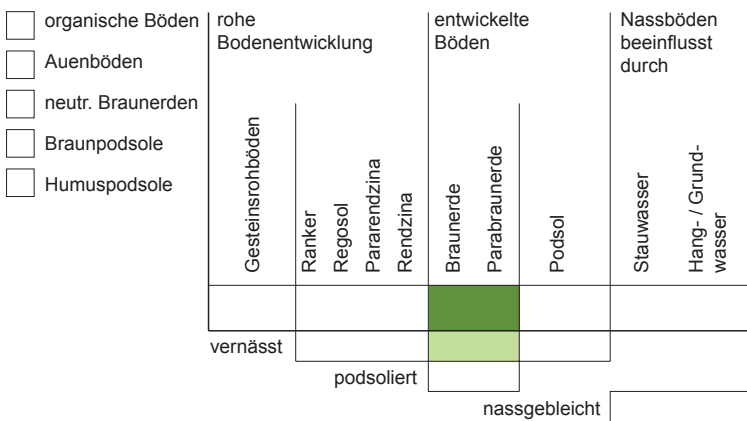 organische Böden
Auenböden
neutr. Braunerden
Braunpodsole
Humuspodsole
rohe
Bodenentwicklung
entwickelte
Böden
Nassböden
beeinflusst
durch
Gesteinsrohböden
Ranker
Regosol
Pararendzina
Rendzina
Braunerde
Parabraunerde
Podsol
Stauwasser
Hang- / Grund-
wasser
vernässt
podsoliert
nassgebleicht